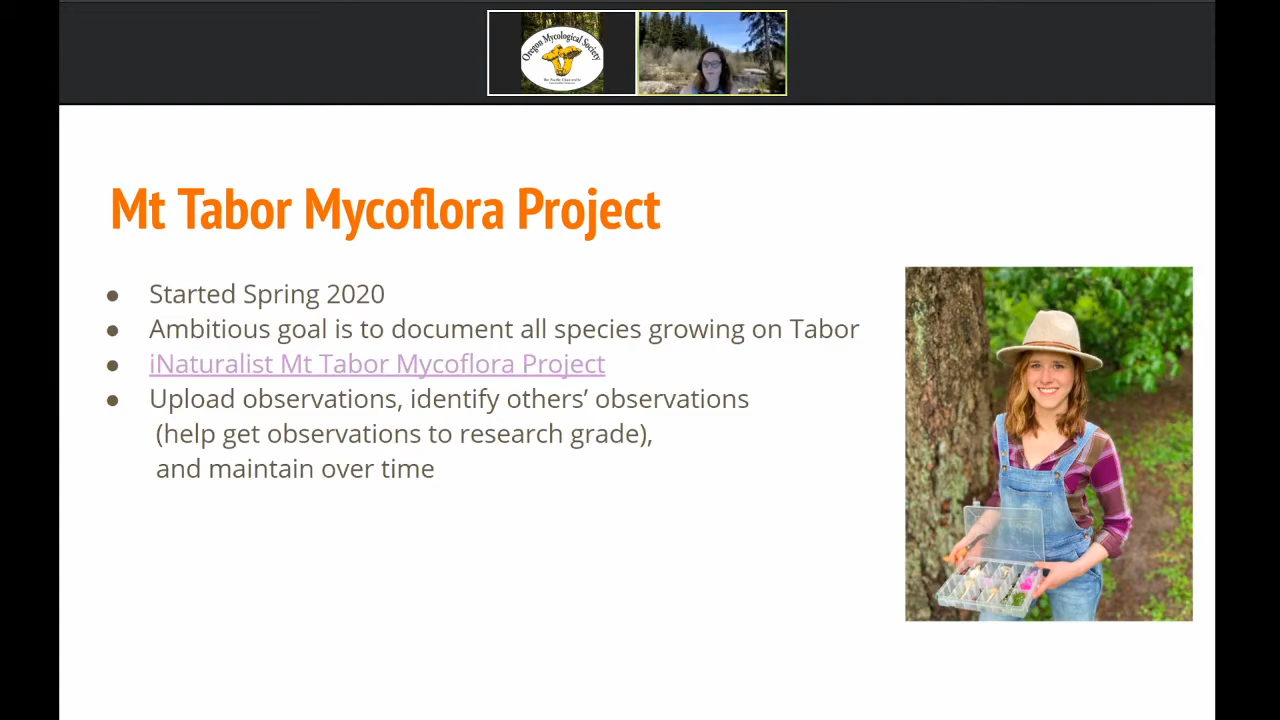 Oregon Mycological Society
Mt Tabor Mycoflora Project
● Started Spring 2020
● Ambitious goal is to document all species growing on Tabor
● iNaturalist Mt Tabor Mycoflora Project
● Upload observations, identify others’ observations
(help get observations to research grade),
and maintain over time